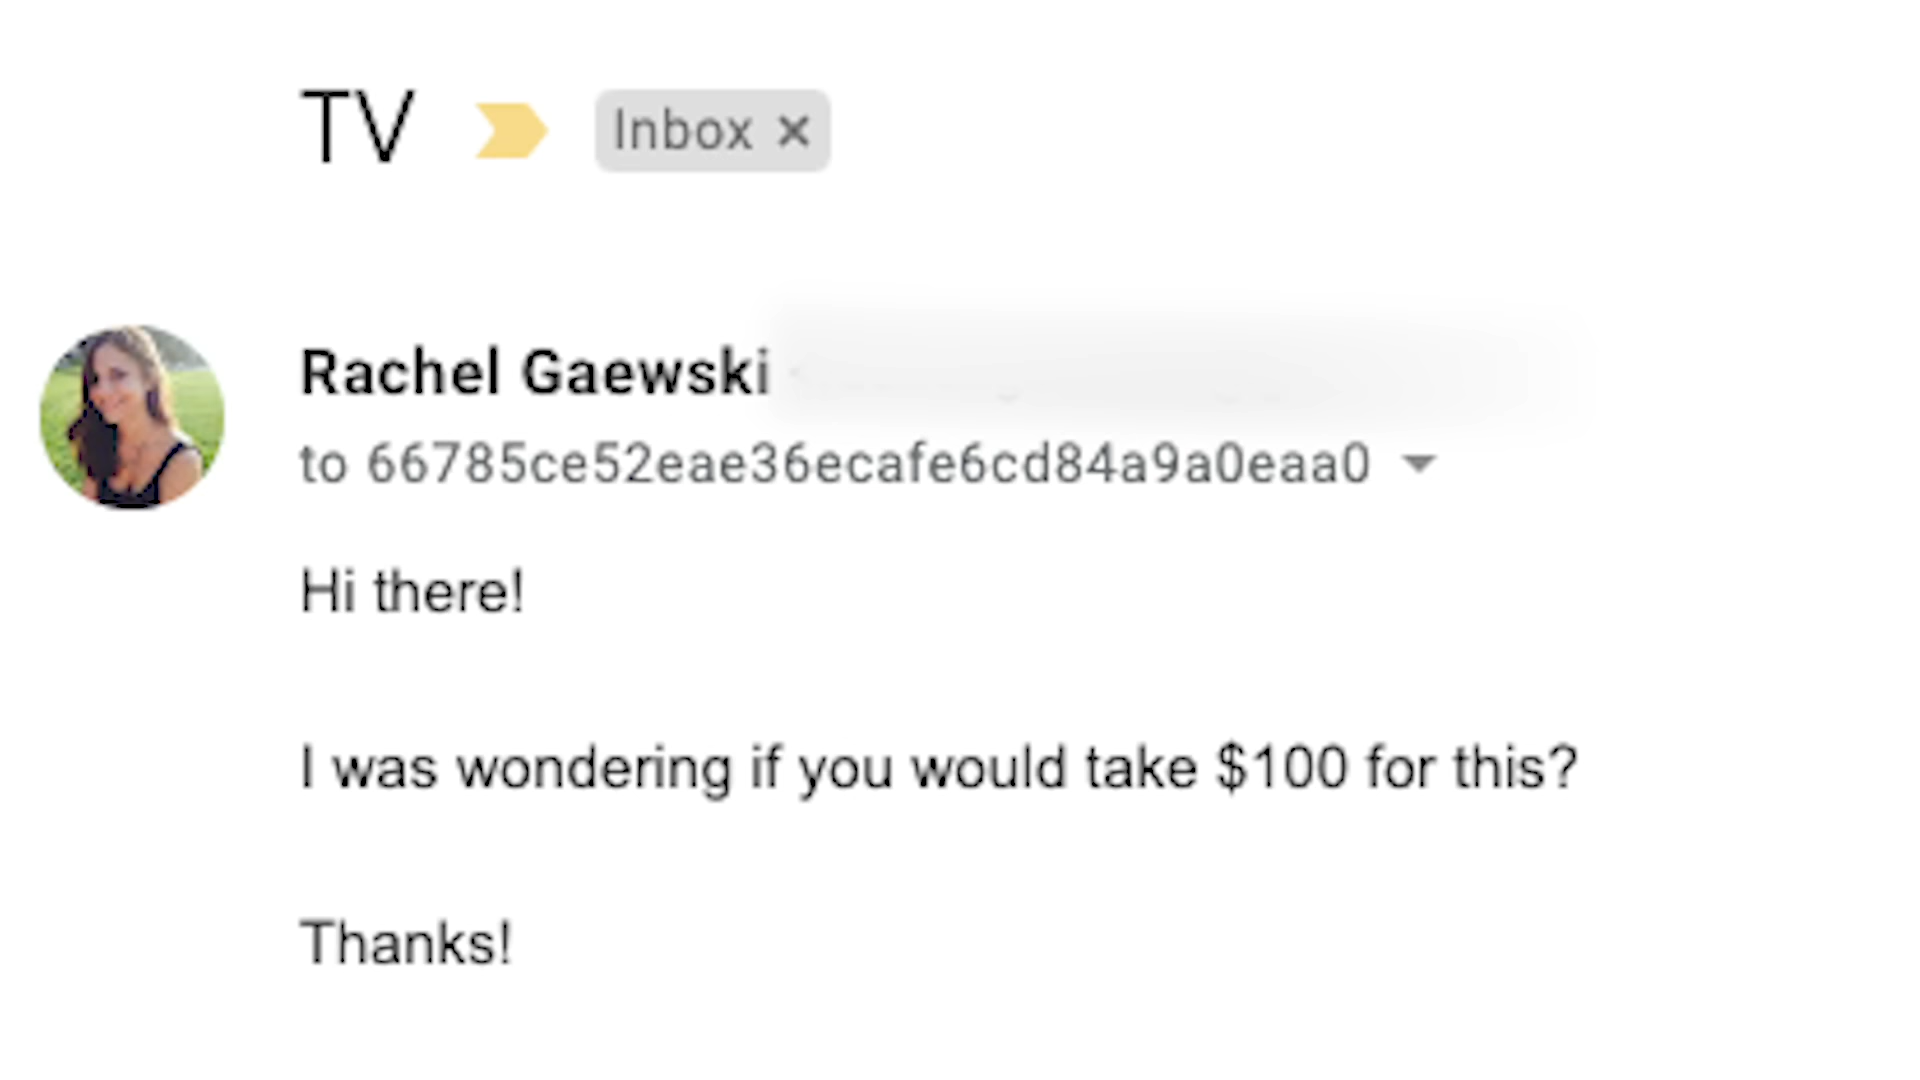 TV Inbox ×
Rachel Gaewski
to 66785ce52eae36ecafe6cd84a9a0eaa0
Hi there!
I was wondering if you would take $100 for this?
Thanks!